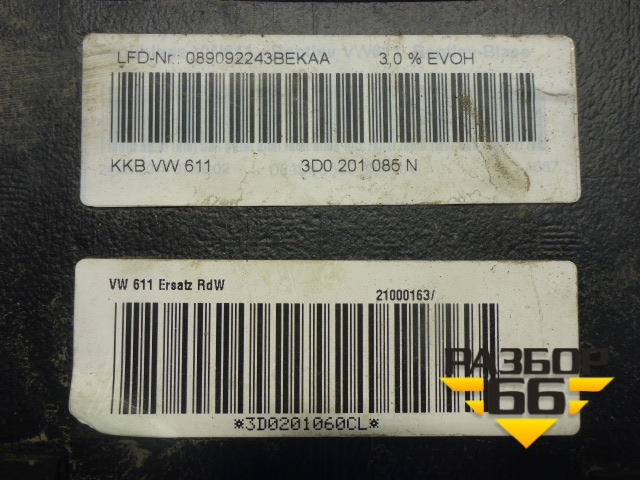 LFD-Nr.: 089092243BEKAA 3,0 % EVOH
KKB VW 611 3D0 201 085 N
VW 611 Ersatz RdW
21000163/
*3D0201060CL*
РАЗБОР
66